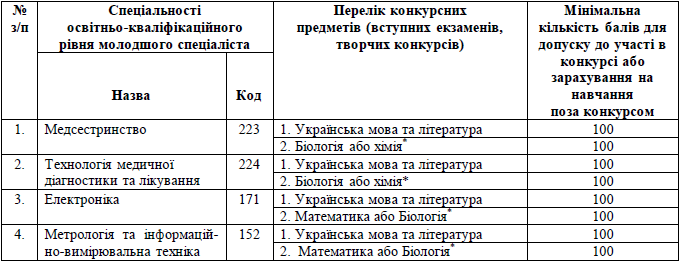 № з/п
Спеціальності освітньо-кваліфікаційного рівня молодшого спеціаліста
Перелік конкурсних предметів (вступних екзаменів, творчих конкурсів)
Мінімальна кількість балів для допуску до участі в конкурсі або зарахування на навчання поза конкурсом
Назва Код
1. Медсестринство 223 1. Українська мова та література 100
2. Біологія або хімія* 100
2. Технологія медичної діагностики та лікування 224 1. Українська мова та література 100
2. Біологія або хімія* 100
3. Електроніка 171 1. Українська мова та література 100
2. Математика або Біологія* 100
4. Метрологія та інформацій-но-вимірювальна техніка 152 1. Українська мова та література 100
2. Математика або Біологія* 100